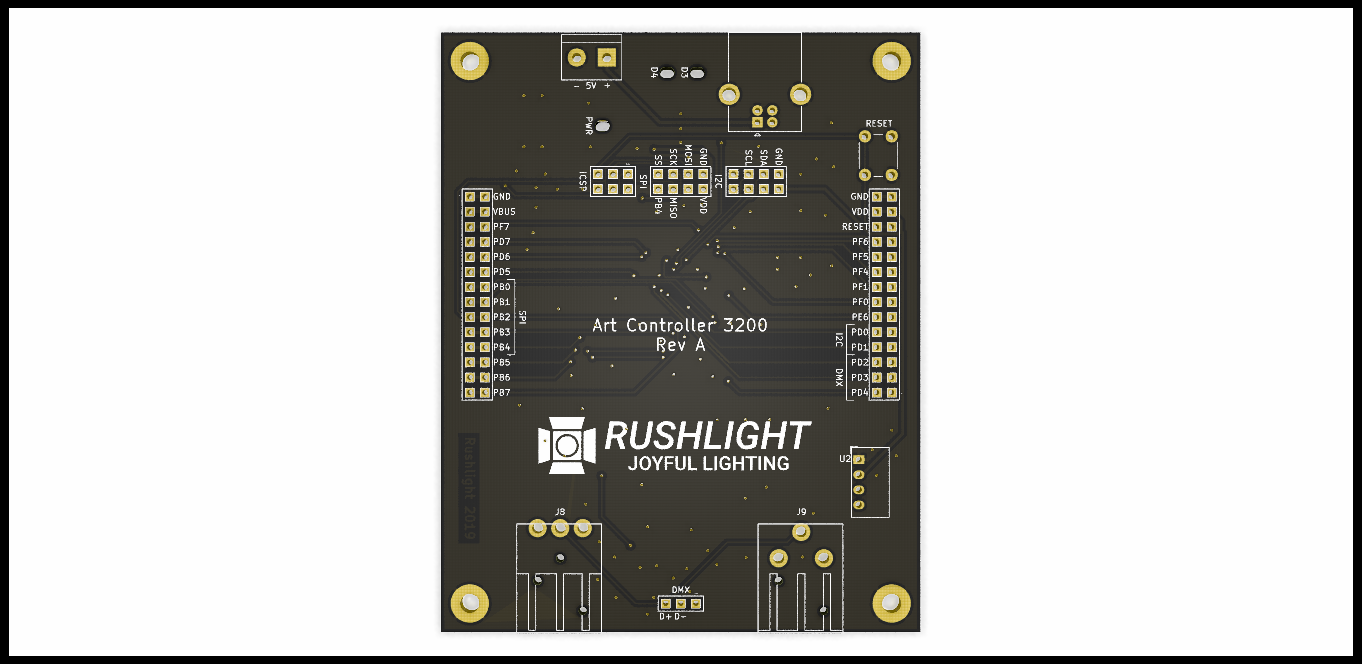 - 5V +
D4
D3
PWR
RESET
ICSP
SPI
SS
SCK
MOSI
GND
PB4
MISO
VDD
I2C
SCL
SDA
GND
GND
VBUS
PF7
PD7
PD6
PD5
PB0
PB1
PB2
PB3
PB4
PB5
PB6
PB7
SPI
GND
VDD
RESET
PF6
PF5
PF4
PF1
PF0
PE6
PD0
PD1
PD2
PD3
PD4
I2C
DMX
Art Controller 3200
Rev A
RUSHLIGHT
JOYFUL LIGHTING
Rushlight 2019
U2
J8
J9
DMX
D+ D-